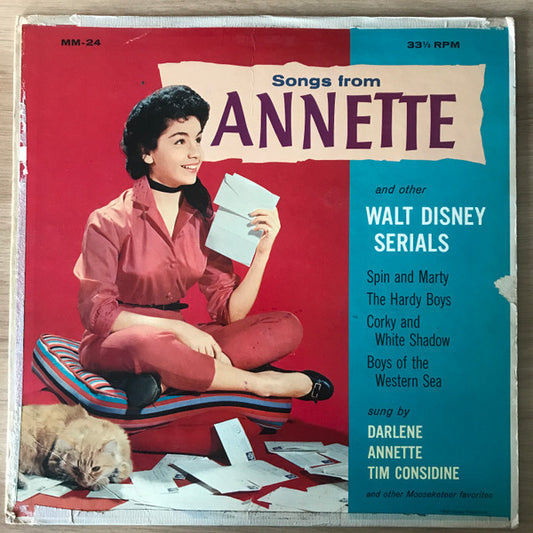 MM-24
33⅓ RPM
Songs from
ANNETTE
and other
WALT DISNEY
SERIALS
Spin and Marty
The Hardy Boys
Corky and
White Shadow
Boys of the
Western Sea
sung by
DARLENE
ANNETTE
TIM CONSIDINE
and other Mooseketeer favorites